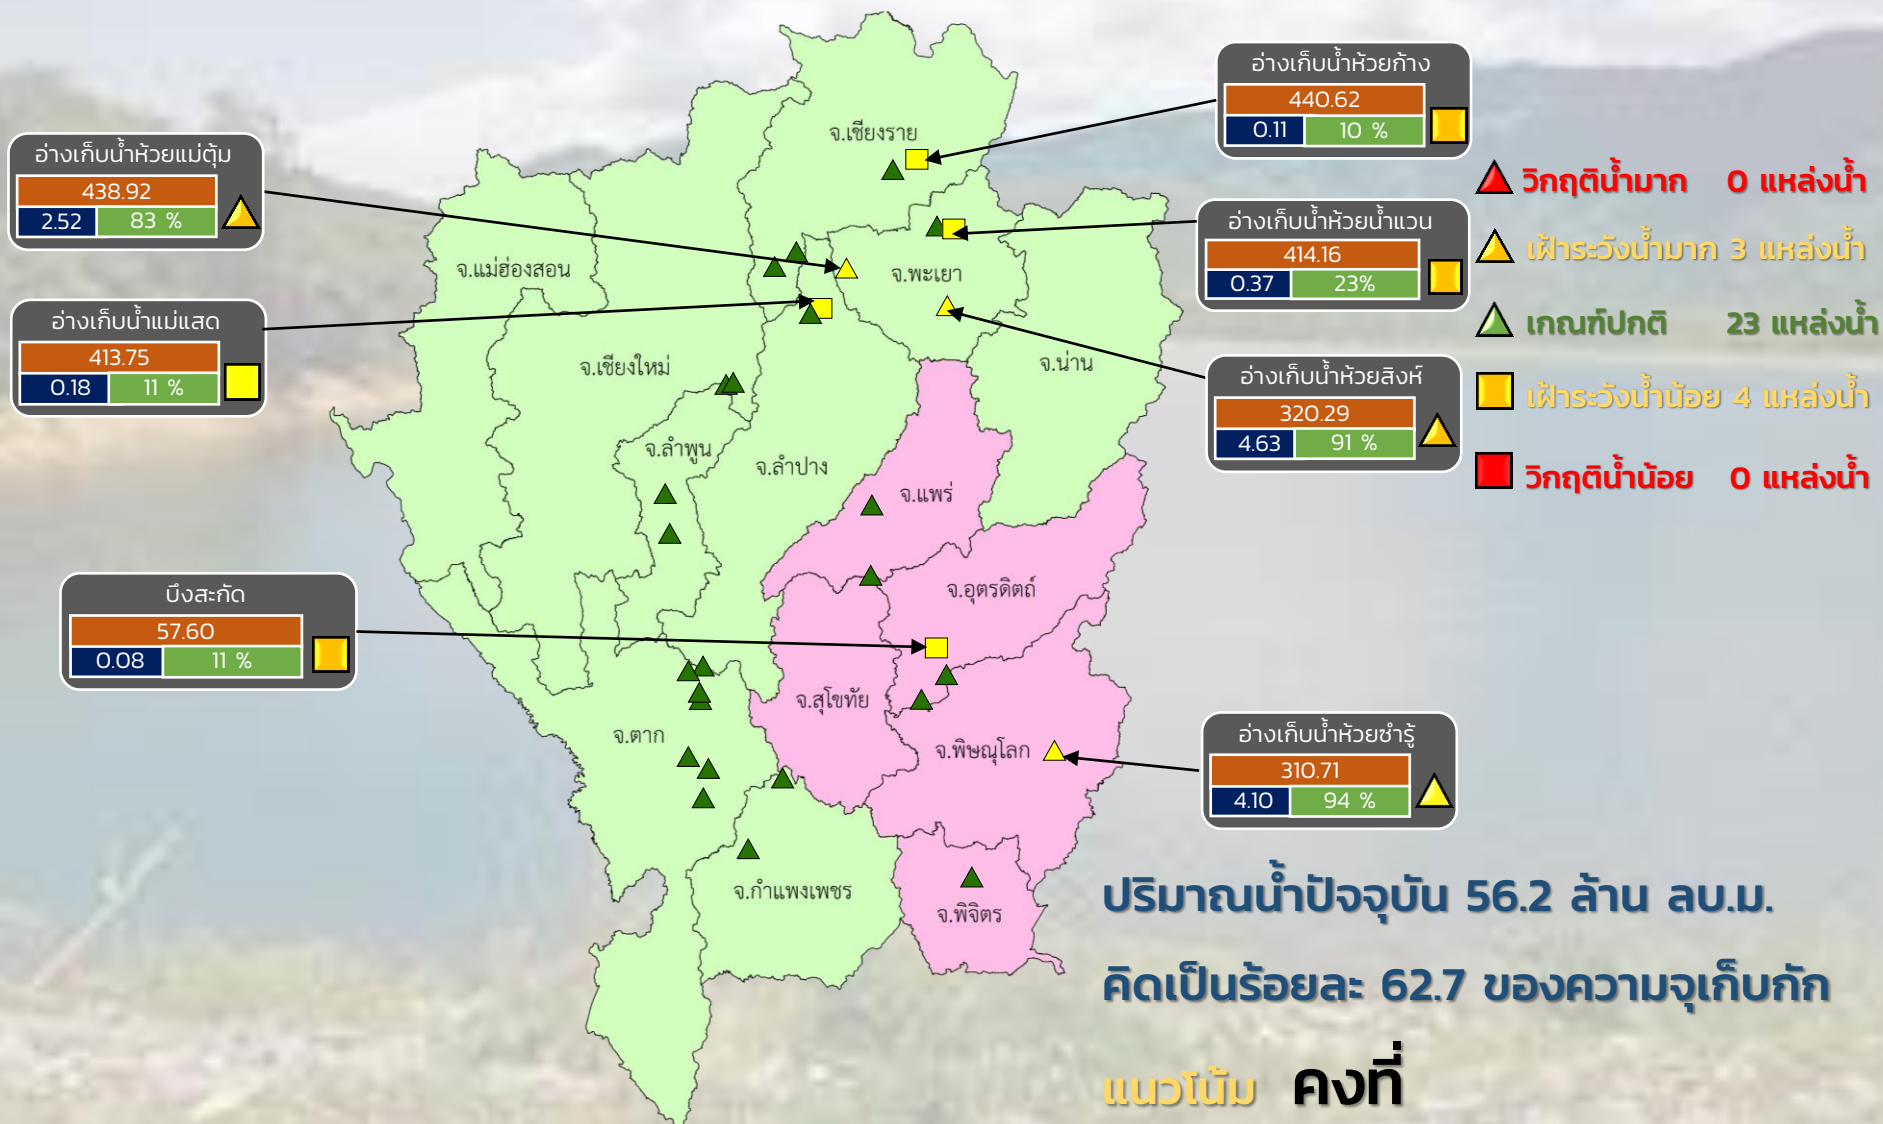 อ่างเก็บน้ำห้วยก้าง
440.62
0.11 10 %
จ.เชียงราย
อ่างเก็บน้ำห้วยแม่ตุ้ม
438.92
2.52 83 %
วิกฤติน้ำมาก 0 แหล่งน้ำ
เฝ้าระวังน้ำมาก 3 แหล่งน้ำ
เกณฑ์ปกติ 23 แหล่งน้ำ
เฝ้าระวังน้ำน้อย 4 แหล่งน้ำ
วิกฤติน้ำน้อย 0 แหล่งน้ำ
อ่างเก็บน้ำห้วยน้ำแวน
414.16
0.37 23%
จ.แม่ฮ่องสอน
จ.พะเยา
อ่างเก็บน้ำแม่แสด
413.75
0.18 11 %
จ.เชียงใหม่
จ.น่าน
อ่างเก็บน้ำห้วยสิงห์
320.29
4.63 91 %
จ.ลำพูน
จ.ลำปาง
จ.แพร่
บึงสะกัด
57.60
0.08 11 %
จ.อุตรดิตถ์
จ.สุโขทัย
จ.ตาก
จ.พิษณุโลก
อ่างเก็บน้ำห้วยซำรู้
310.71
4.10 94 %
จ.กำแพงเพชร
จ.พิจิตร
ปริมาณน้ำปัจจุบัน 56.2 ล้าน ลบ.ม.
คิดเป็นร้อยละ 62.7 ของความจุเก็บกัก
แนวโน้ม คงที่